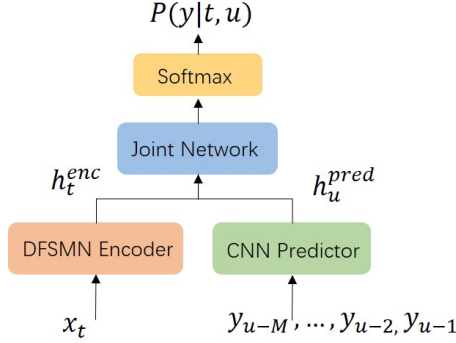 P(y|t, u)
Softmax
Joint Network
h_t^{enc}
h_u^{pred}
DFSMN Encoder
CNN Predictor
x_t
y_{u-M}, ..., y_{u-2}, y_{u-1}